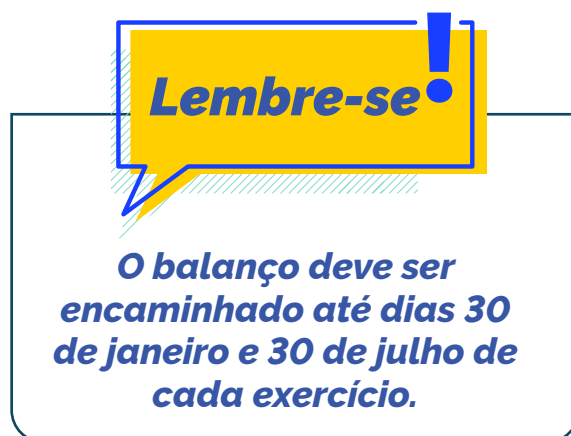 Lembre-se!
O balanço deve ser
encaminhado até dias 30
de janeiro e 30 de julho de
cada exercício.